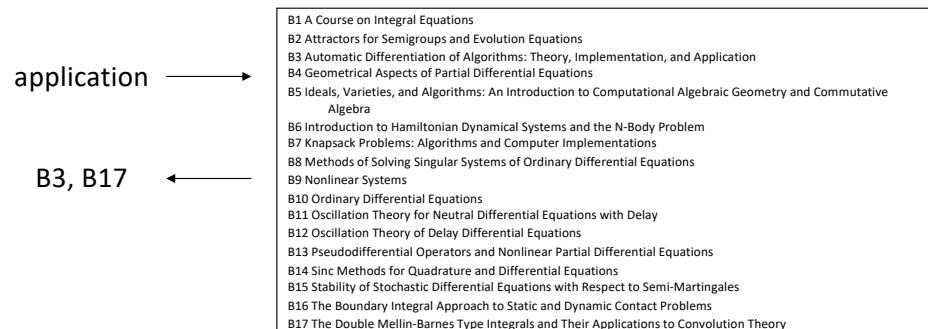 B1 A Course on Integral Equations
B2 Attractors for Semigroups and Evolution Equations
B3 Automatic Differentiation of Algorithms: Theory, Implementation, and Application
application
B4 Geometrical Aspects of Partial Differential Equations
B5 Ideals, Varieties, and Algorithms: An Introduction to Computational Algebraic Geometry and Commutative
Algebra
B6 Introduction to Hamiltonian Dynamical Systems and the N-Body Problem
B7 Knapsack Problems: Algorithms and Computer Implementations
B8 Methods of Solving Singular Systems of Ordinary Differential Equations
B3, B17
B9 Nonlinear Systems
B10 Ordinary Differential Equations
B11 Oscillation Theory for Neutral Differential Equations with Delay
B12 Oscillation Theory of Delay Differential Equations
B13 Pseudodifferential Operators and Nonlinear Partial Differential Equations
B14 Sinc Methods for Quadrature and Differential Equations
B15 Stability of Stochastic Differential Equations with Respect to Semi-Martingales
B16 The Boundary Integral Approach to Static and Dynamic Contact Problems
B17 The Double Mellin-Barnes Type Integrals and Their Applications to Convolution Theory